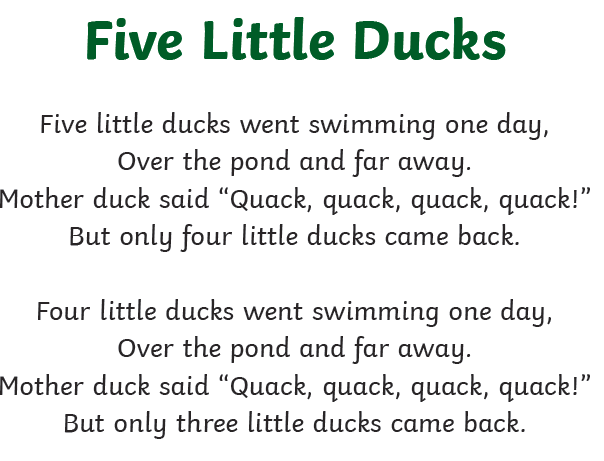 Five Little Ducks
Five little ducks went swimming one day,
Over the pond and far away.
Mother duck said “Quack, quack, quack, quack!”
But only four little ducks came back.
Four little ducks went swimming one day,
Over the pond and far away.
Mother duck said “Quack, quack, quack, quack!”
But only three little ducks came back.